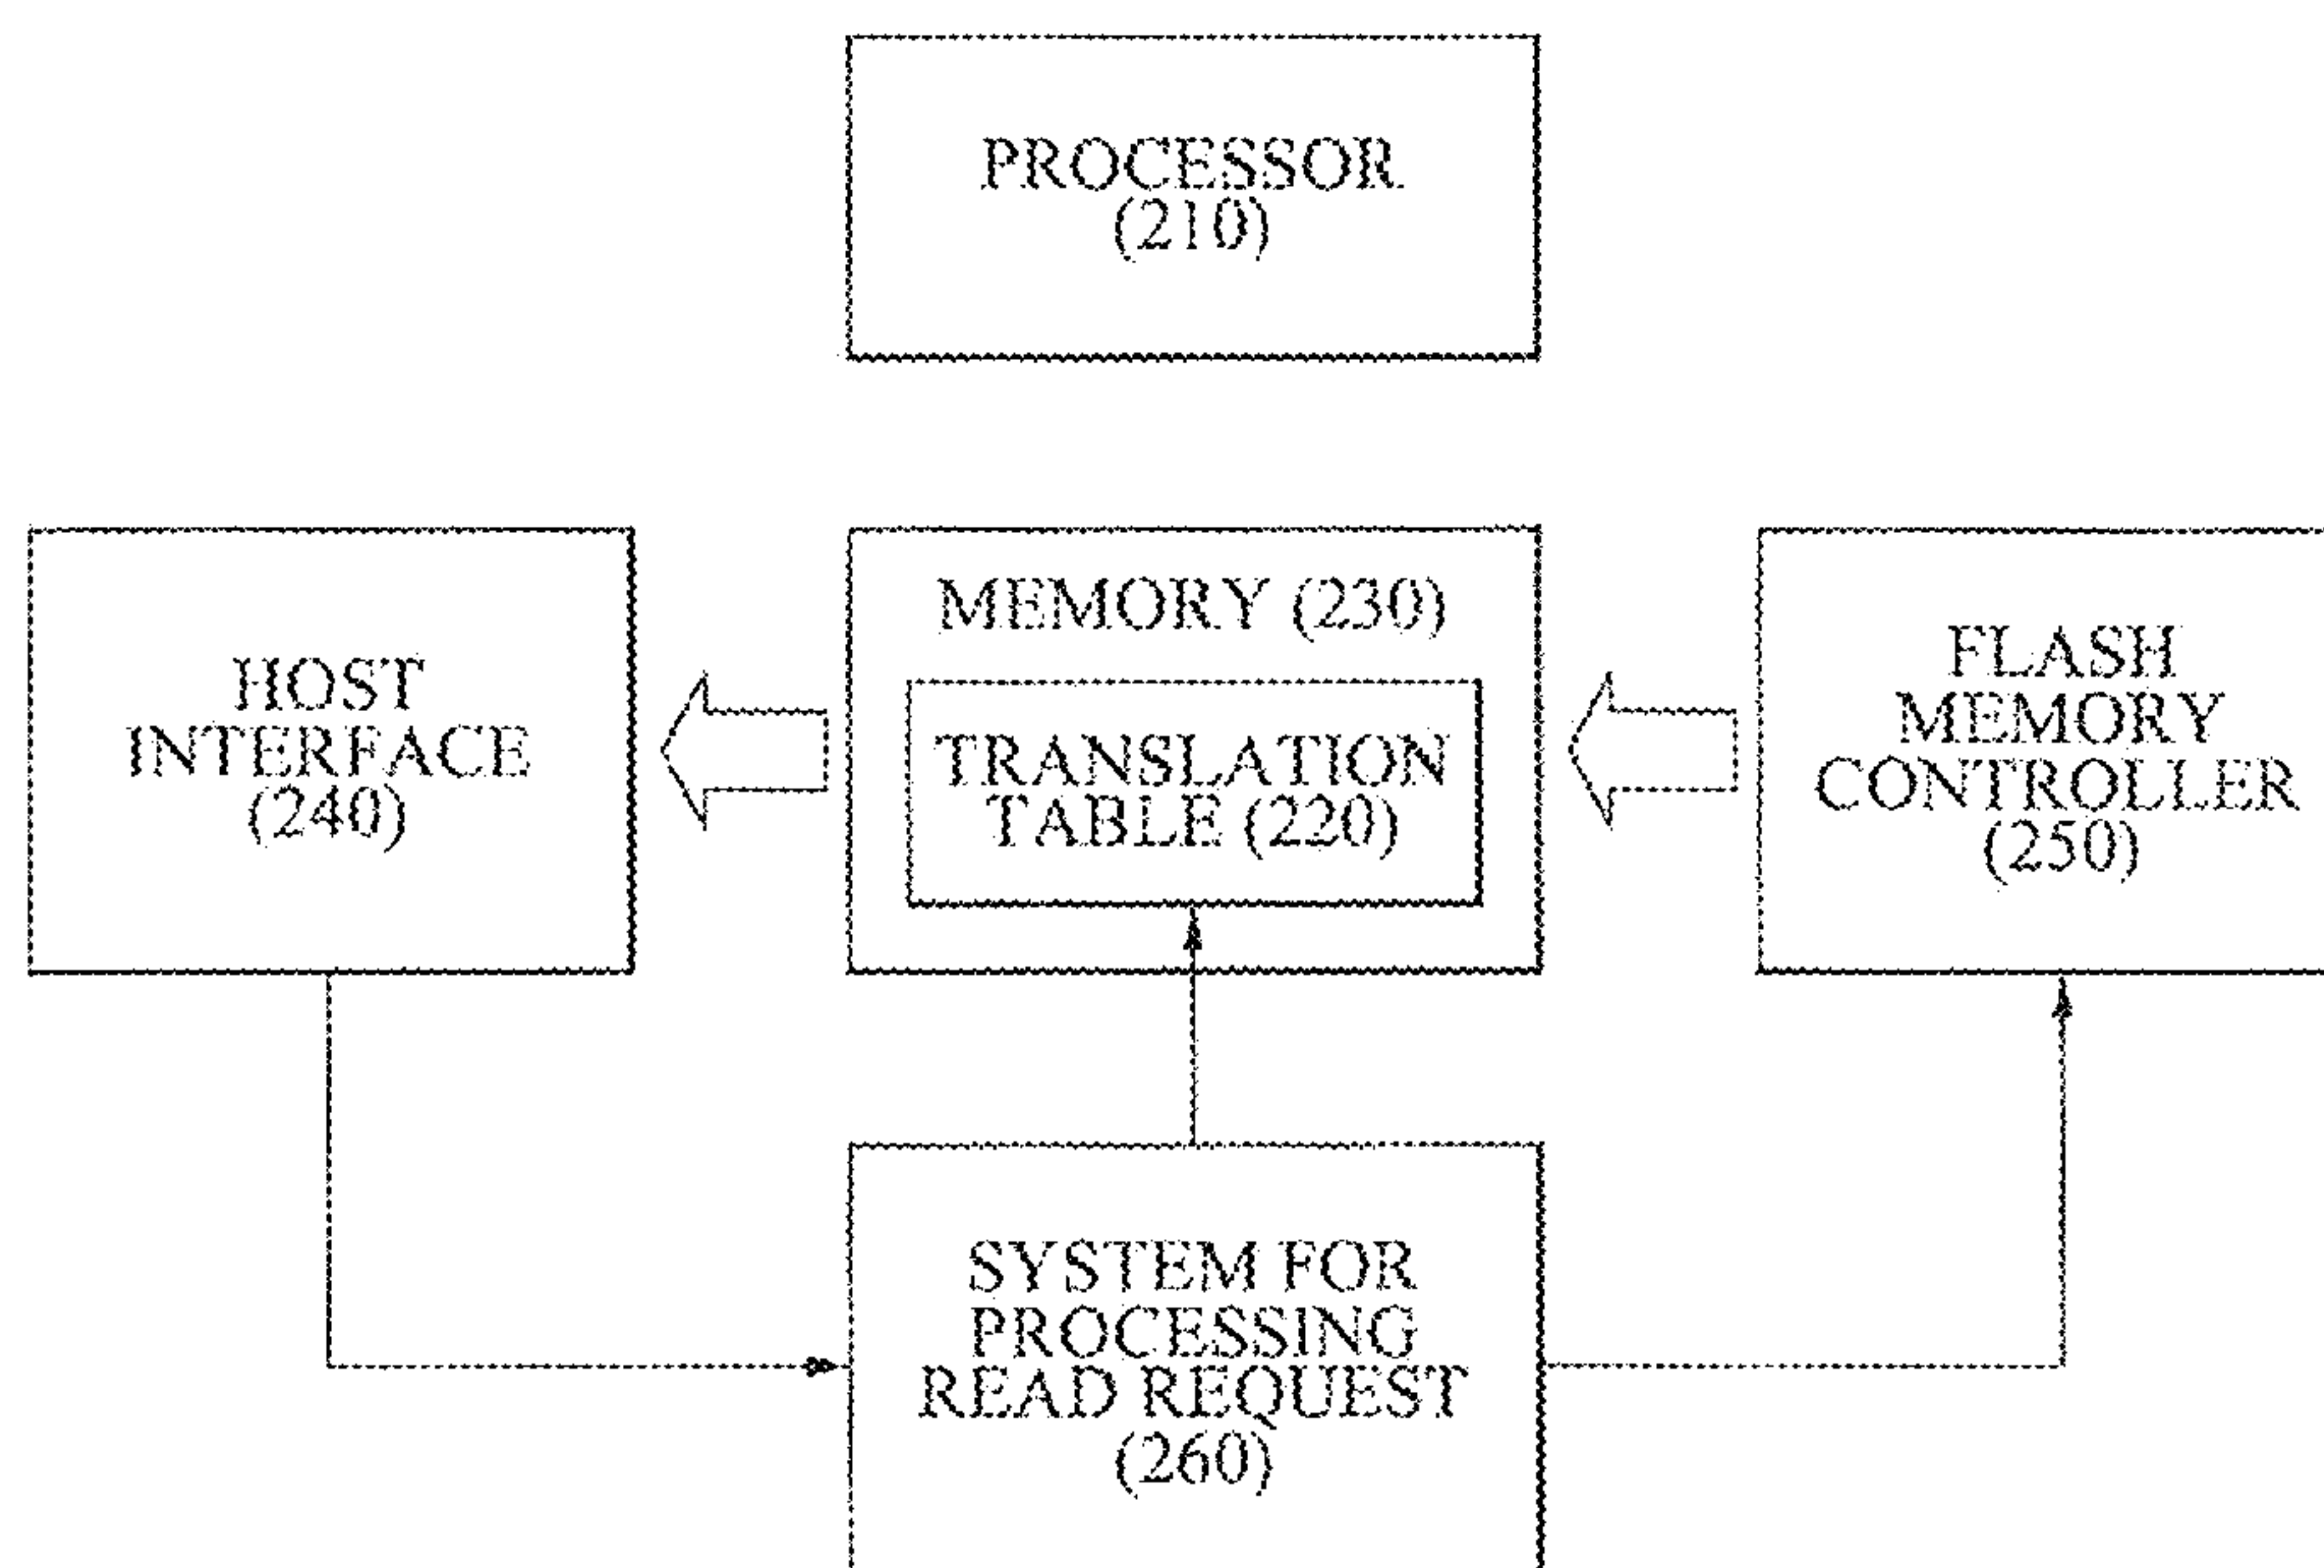 PROCESSOR
(210)
HOST
INTERFACE
(240)
MEMORY (230)
TRANSLATION
TABLE (220)
FLASH
MEMORY
CONTROLLER
(250)
SYSTEM FOR
PROCESSING
READ REQUEST
(260)